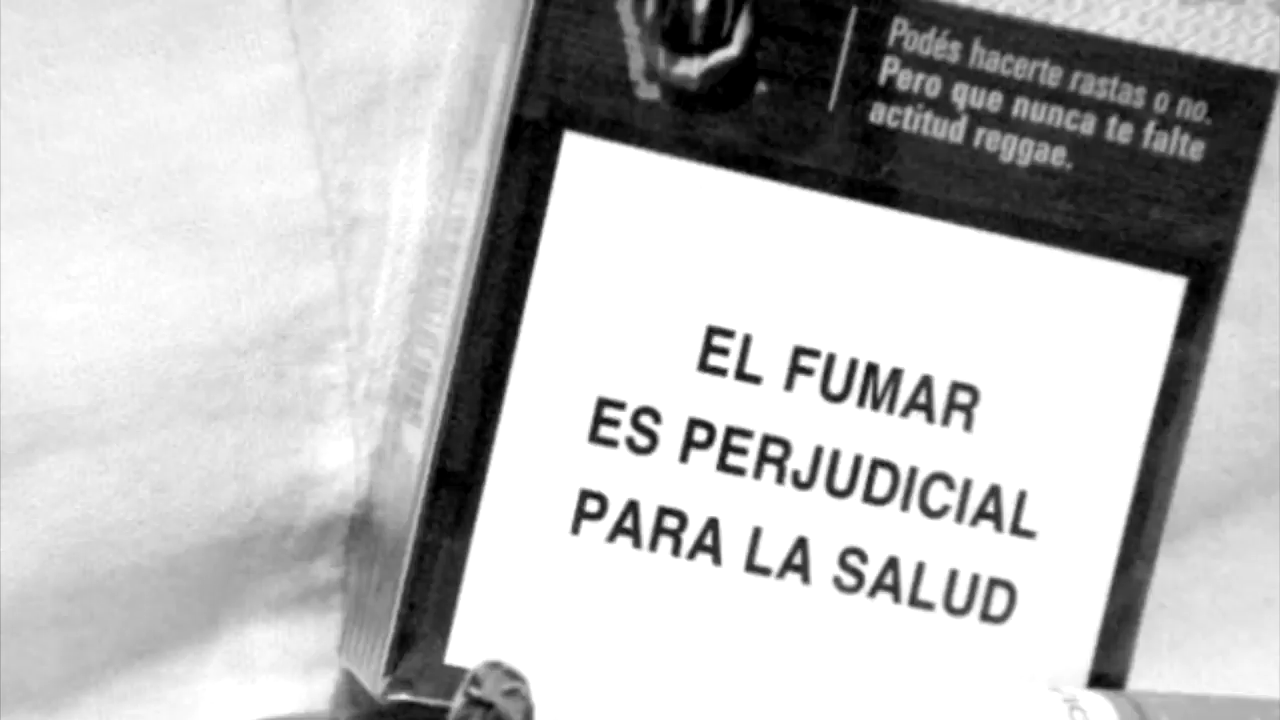 Podés hacerte rastas o no.
Pero que nunca te falte
actitud reggae.
EL FUMAR
ES PERJUDICIAL
PARA LA SALUD